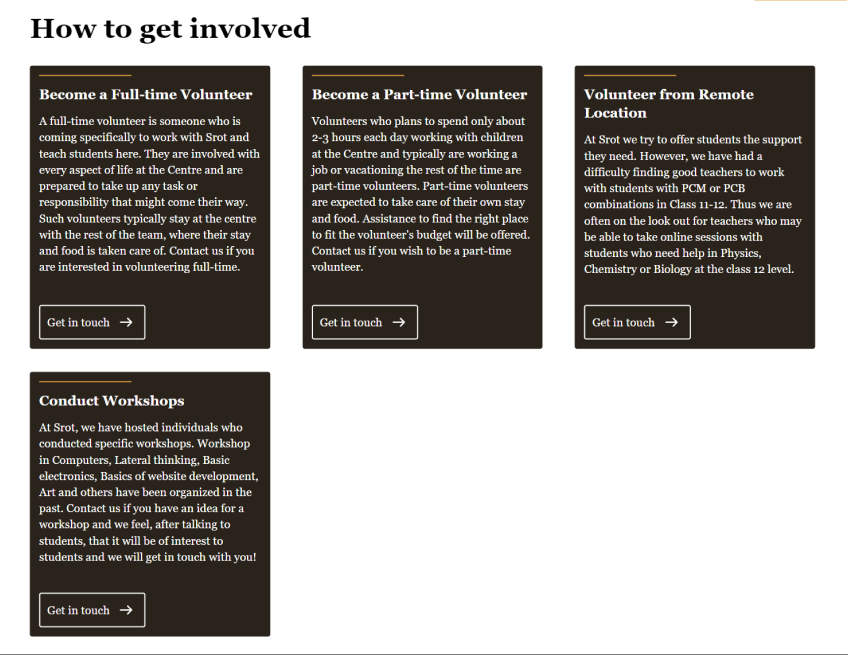 How to get involved
Become a Full-time Volunteer
A full-time volunteer is someone who is
coming specifically to work with Srot and
teach students here. They are involved with
every aspect of life at the Centre and are
prepared to take up any task or
responsibility that might come their way.
Such volunteers typically stay at the centre
with the rest of the team, where their stay
and food is taken care of. Contact us if you
are interested in volunteering full-time.
Get in touch →
Become a Part-time Volunteer
Volunteers who plans to spend only about
2-3 hours each day working with children
at the Centre and typically are working a
job or vacationing the rest of the time are
part-time volunteers. Part-time volunteers
are expected to take care of their own stay
and food. Assistance to find the right place
to fit the volunteer's budget will be offered.
Contact us if you wish to be a part-time
volunteer.
Get in touch →
Volunteer from Remote
Location
At Srot we try to offer students the support
they need. However, we have had a
difficulty finding good teachers to work
with students with PCM or PCB
combinations in Class 11-12. Thus we are
often on the look out for teachers who may
be able to take online sessions with
students who need help in Physics,
Chemistry or Biology at the class 12 level.
Get in touch →
Conduct Workshops
At Srot, we have hosted individuals who
conducted specific workshops. Workshop
in Computers, Lateral thinking, Basic
electronics, Basics of website development,
Art and others have been organized in the
past. Contact us if you have an idea for a
workshop and we feel, after talking to
students, that it will be of interest to
students and we will get in touch with you!
Get in touch →